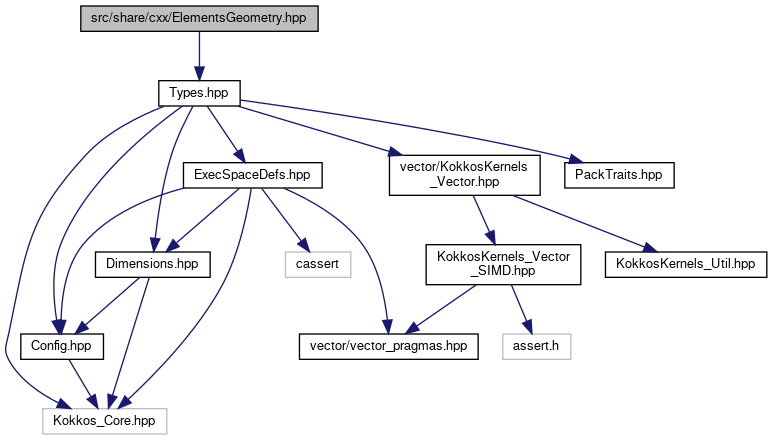 src/share/cxx/ElementsGeometry.hpp
Types.hpp
ExecSpaceDefs.hpp
vector/KokkosKernels
_Vector.hpp
PackTraits.hpp
Dimensions.hpp
cassert
KokkosKernels_Vector
_SIMD.hpp
KokkosKernels_Util.hpp
Config.hpp
vector/vector_pragmas.hpp
assert.h
Kokkos_Core.hpp